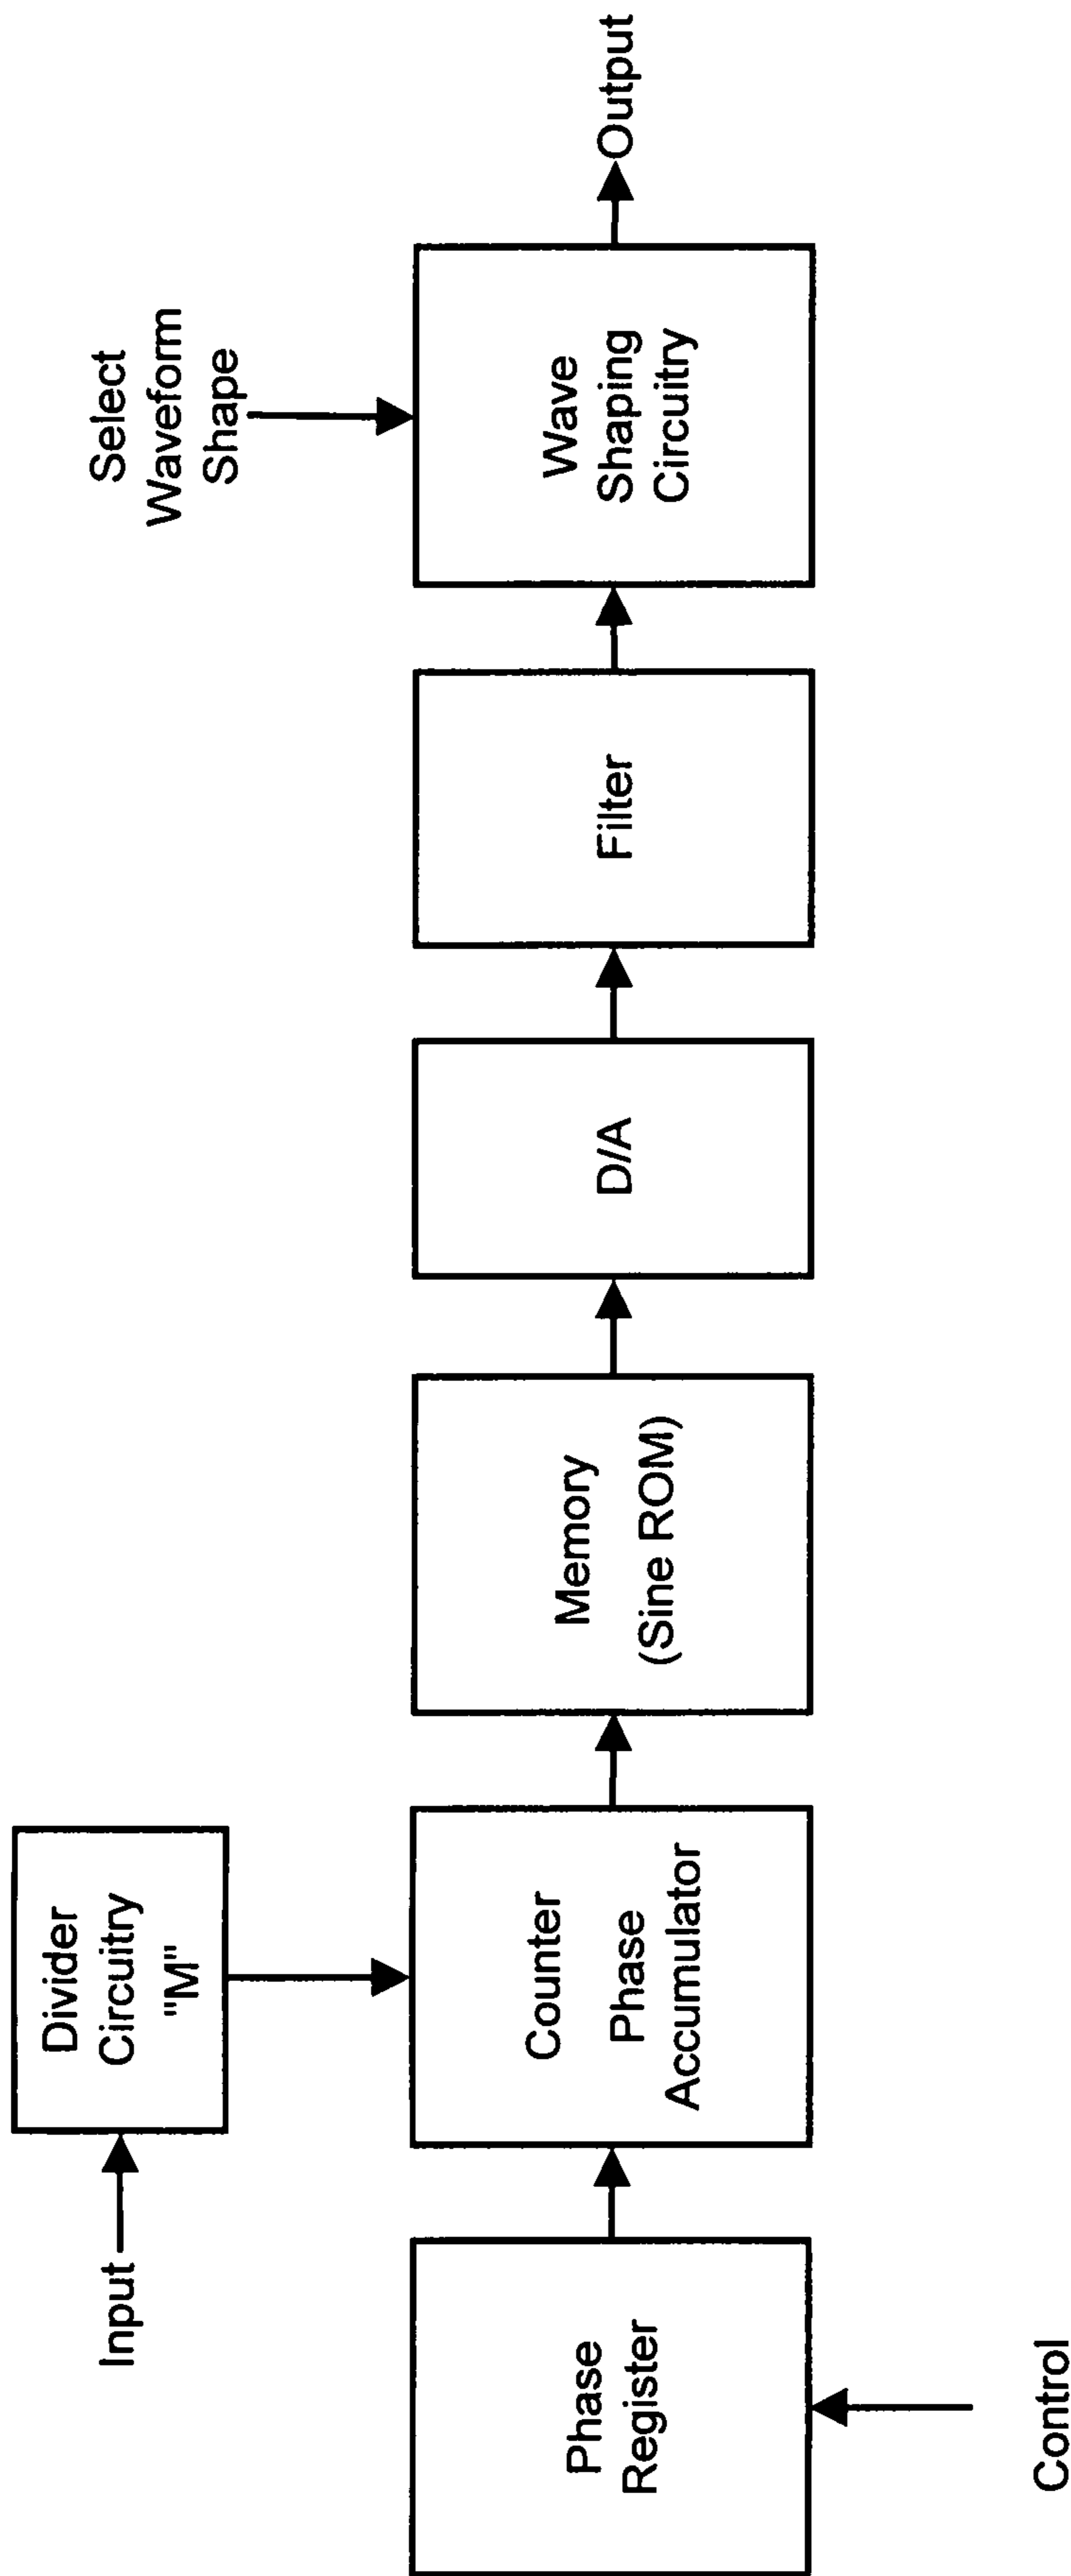 Input
Divider
Circuitry
"M"
Select
Waveform
Shape
Phase
Register
Counter
Phase
Accumulator
Memory
(Sine ROM)
D/A
Filter
Wave
Shaping
Circuitry
Output
Control